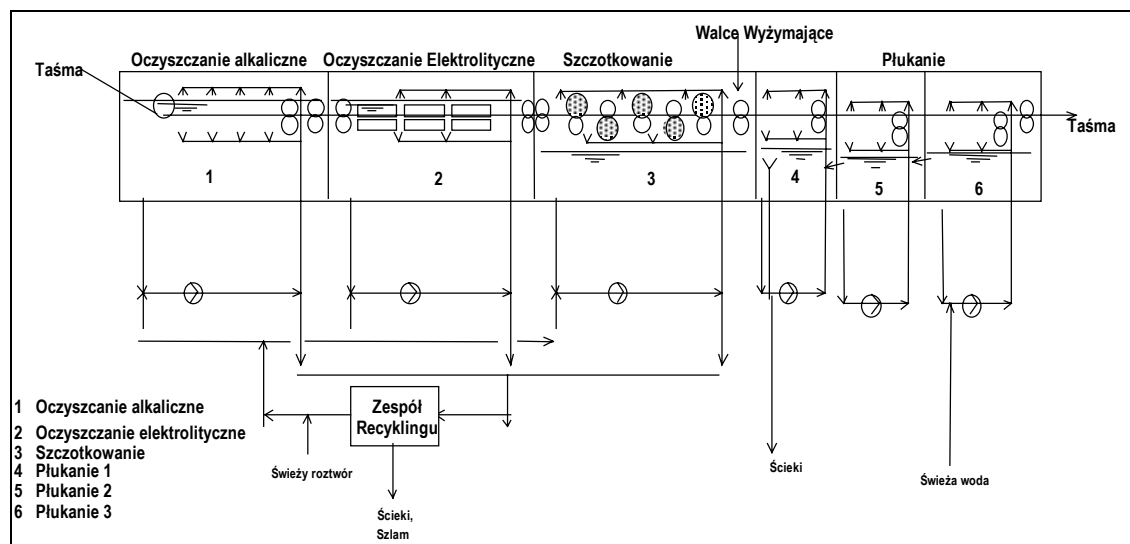 Walce Wyżymające
Oczyszczanie alkaliczne
Oczyszczanie Elektrolityczne
Szczotkowanie
Płukanie
Taśma
Taśma
1
2
3
4
5
6
Zespół
Recyklingu
1 Oczyszcanie alkaliczne
2 Oczyszczanie elektrolityczne
3 Szczotkowanie
4 Płukanie 1
5 Płukanie 2
6 Płukanie 3
Świeży roztwór
Ścieki
Świeża woda
Ścieki,
Szlam